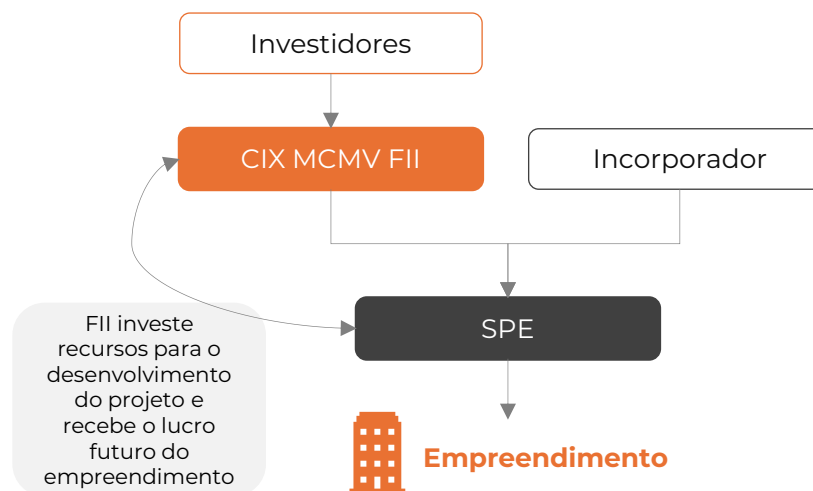 Investidores
CIX MCMV FII
Incorporador
SPE
FII investe
recursos para o
desenvolvimento
do projeto e
recebe o lucro
futuro do
empreendimento
Empreendimento